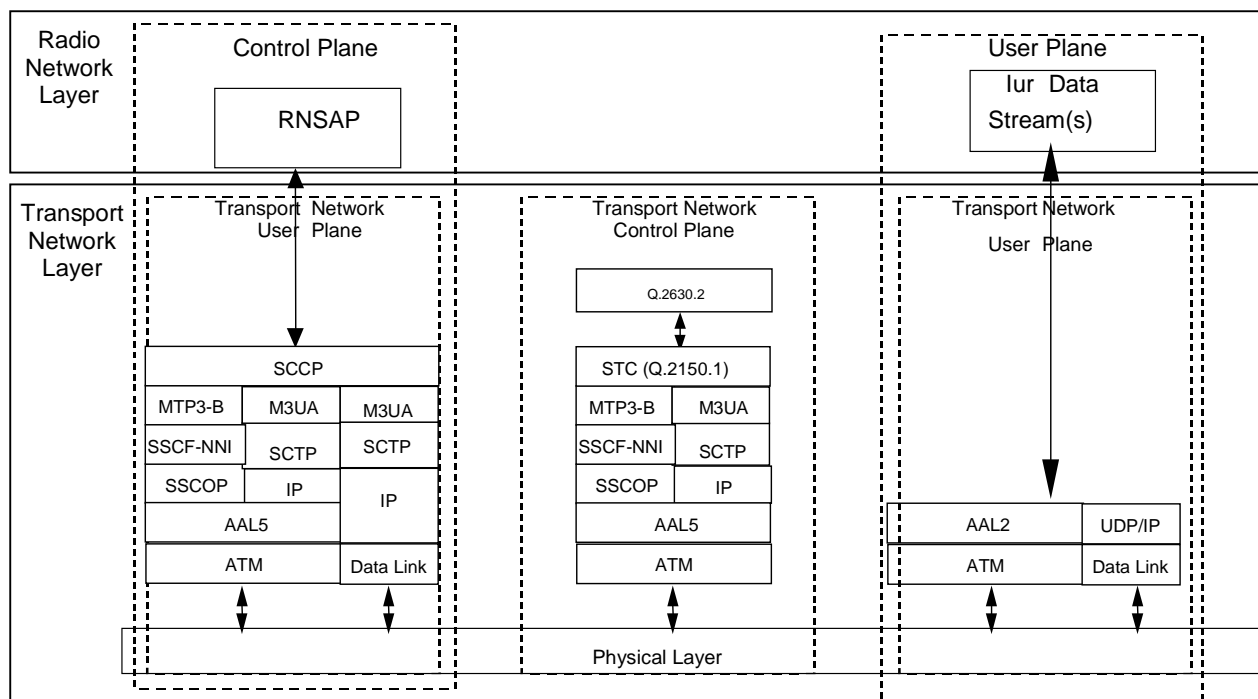 Radio
Network
Layer
Control Plane
RNSAP
User Plane
Iur Data
Stream(s)
Transport
Network
Layer
Transport Network
User Plane
SCCP
MTP3-B
M3UA
M3UA
SSCF-NNI
SCTP
SCTP
SSCOP
IP
IP
AAL5
ATM
Data Link
Transport Network
Control Plane
Q.2630.2
STC (Q.2150.1)
MTP3-B
M3UA
SSCF-NNI
SCTP
SSCOP
IP
AAL5
ATM
Transport Network
User Plane
AAL2
UDP/IP
ATM
Data Link
Physical Layer